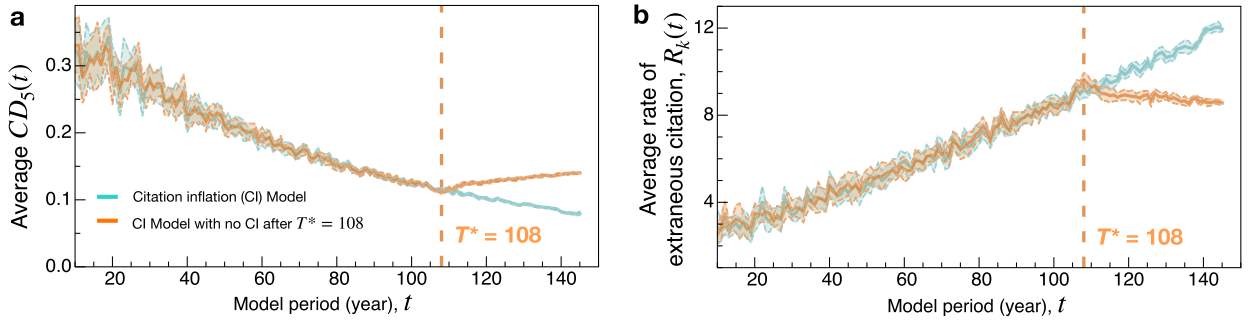 a
Average CD₅(t)
0.3
0.2
0.1
0.0
Citation inflation (CI) Model
CI Model with no CI after T* = 108
T* = 108
20 40 60 80 100 120 140
Model period (year), t
b
Average rate of
extraneous citation, Rₖ(t)
12
9
6
4
T* = 108
20 40 60 80 100 120 140
Model period (year), t